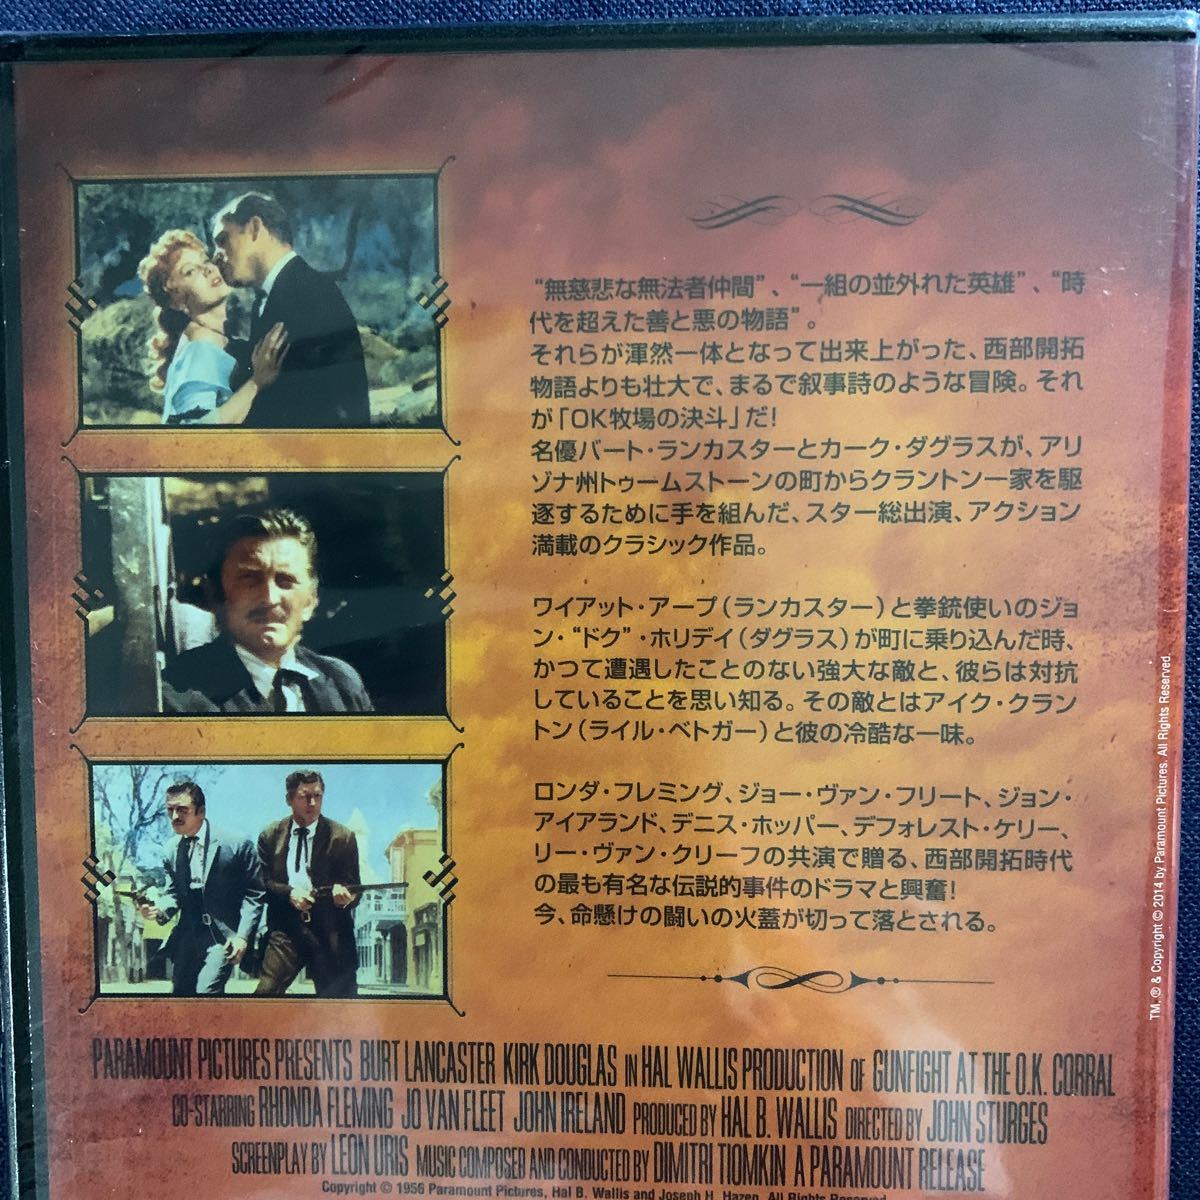 “無慈悲な無法者仲間”、“一組の並外れた英雄”、“時
代を超えた善と悪の物語”。
それらが渾然一体となって出来上がった、西部開拓
物語よりも壮大で、まるで叙事詩のような冒険。それ
が「OK牧場の決斗」だ!
名優バート・ランカスターとカーク・ダグラスが、アリ
ゾナ州トゥームストーンの町からクラントン一家を駆
逐するために手を組んだ、スター総出演、アクション
満載のクラシック作品。
ワイアット・アープ(ランカスター)と拳銃使いのジョ
ン・“ドク”・ホリデイ(ダグラス)が町に乗り込んだ時、
かつて遭遇したことのない強大な敵と、彼らは対抗
していることを思い知る。その敵とはアイク・クラン
トン(ライル・ベトガー)と彼の冷酷な一味。
ロンダ・フレミング、ジョー・ヴァン・フリート、ジョン・
アイアランド、デニス・ホッパー、デフォレスト・ケリー、
リー・ヴァン・クリーフの共演で贈る、西部開拓時代
の最も有名な伝説的事件のドラマと興奮!
今、命懸けの闘いの火蓋が切って落とされる。
PARAMOUNT PICTURES PRESENTS BURT LANCASTER KIRK DOUGLAS IN HAL WALLIS PRODUCTION OF GUNFIGHT AT THE O.K. CORRAL
CO-STARRING RHONDA FLEMING JO VAN FLEET JOHN IRELAND PRODUCED BY HAL B. WALLIS DIRECTED BY JOHN STURGES
SCREENPLAY BY LEON URIS MUSIC COMPOSED AND CONDUCTED BY DIMITRI TIOMKIN A PARAMOUNT RELEASE
Copyright © 1956 Paramount Pictures, Hal B. Wallis and Joseph H. Hazen. All Rights Reserved.
TM, ® & Copyright © 2014 by Paramount Pictures. All Rights Reserved.